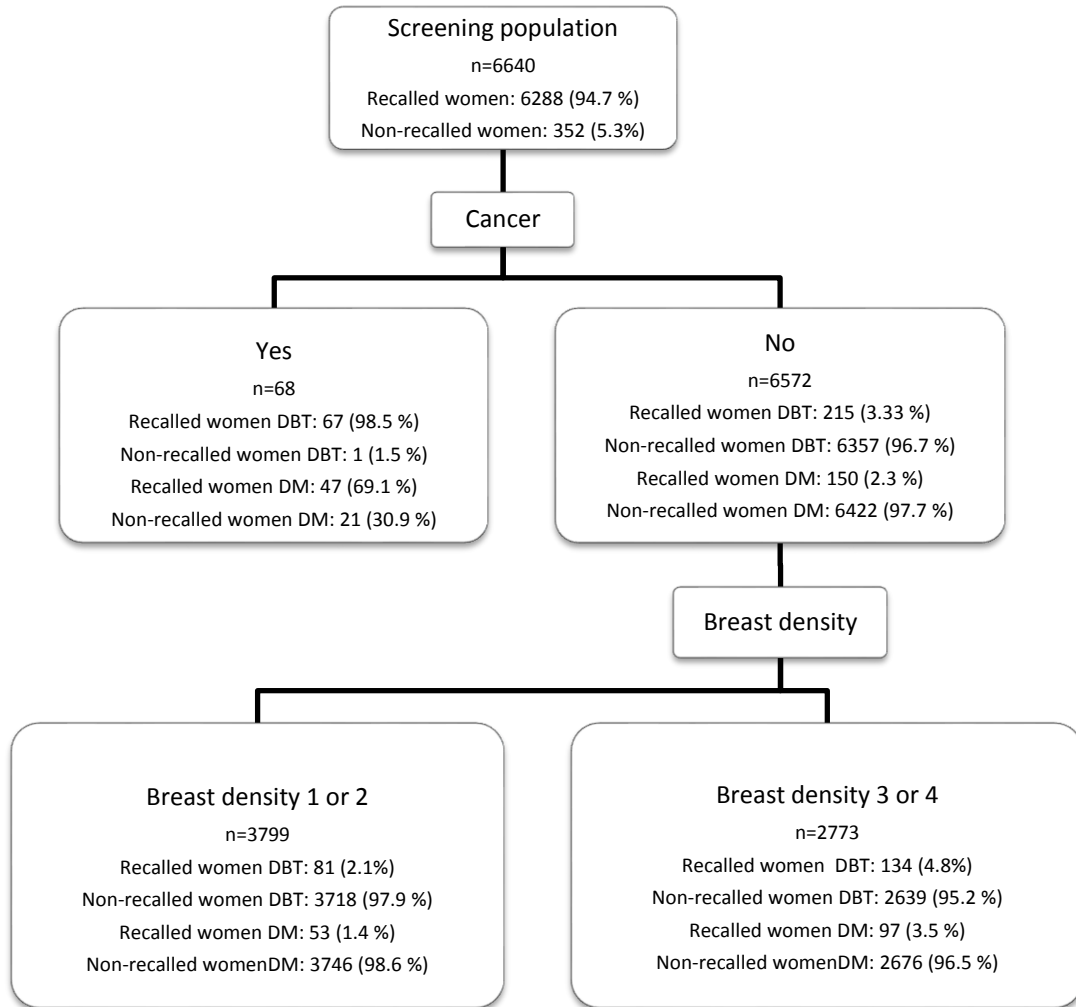 Screening population
n=6640
Recalled women: 6288 (94.7 %)
Non-recalled women: 352 (5.3%)
Cancer
Yes
n=68
Recalled women DBT: 67 (98.5 %)
Non-recalled women DBT: 1 (1.5 %)
Recalled women DM: 47 (69.1 %)
Non-recalled women DM: 21 (30.9 %)
No
n=6572
Recalled women DBT: 215 (3.33 %)
Non-recalled women DBT: 6357 (96.7 %)
Recalled women DM: 150 (2.3 %)
Non-recalled women DM: 6422 (97.7 %)
Breast density
Breast density 1 or 2
n=3799
Recalled women DBT: 81 (2.1%)
Non-recalled women DBT: 3718 (97.9 %)
Recalled women DM: 53 (1.4 %)
Non-recalled womenDM: 3746 (98.6 %)
Breast density 3 or 4
n=2773
Recalled women DBT: 134 (4.8%)
Non-recalled women DBT: 2639 (95.2 %)
Recalled women DM: 97 (3.5 %)
Non-recalled womenDM: 2676 (96.5 %)